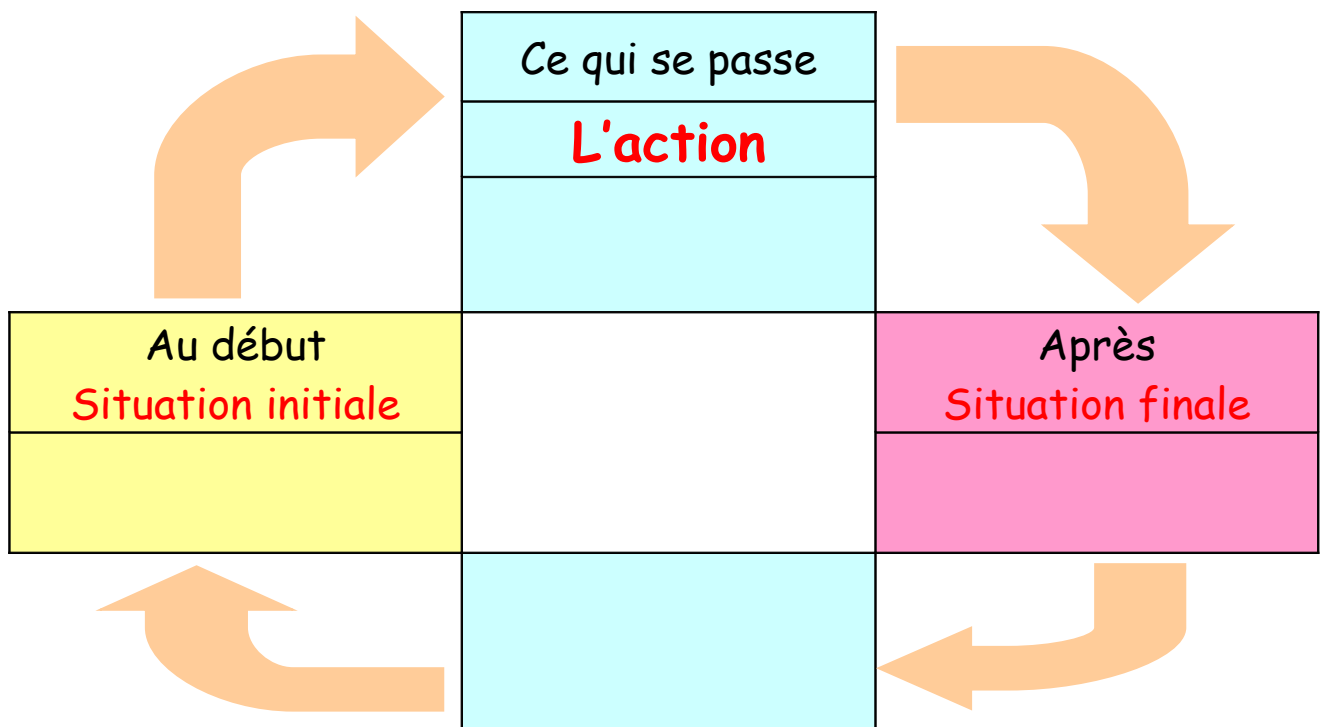 Ce qui se passe
L'action
Au début
Situation initiale
Après
Situation finale